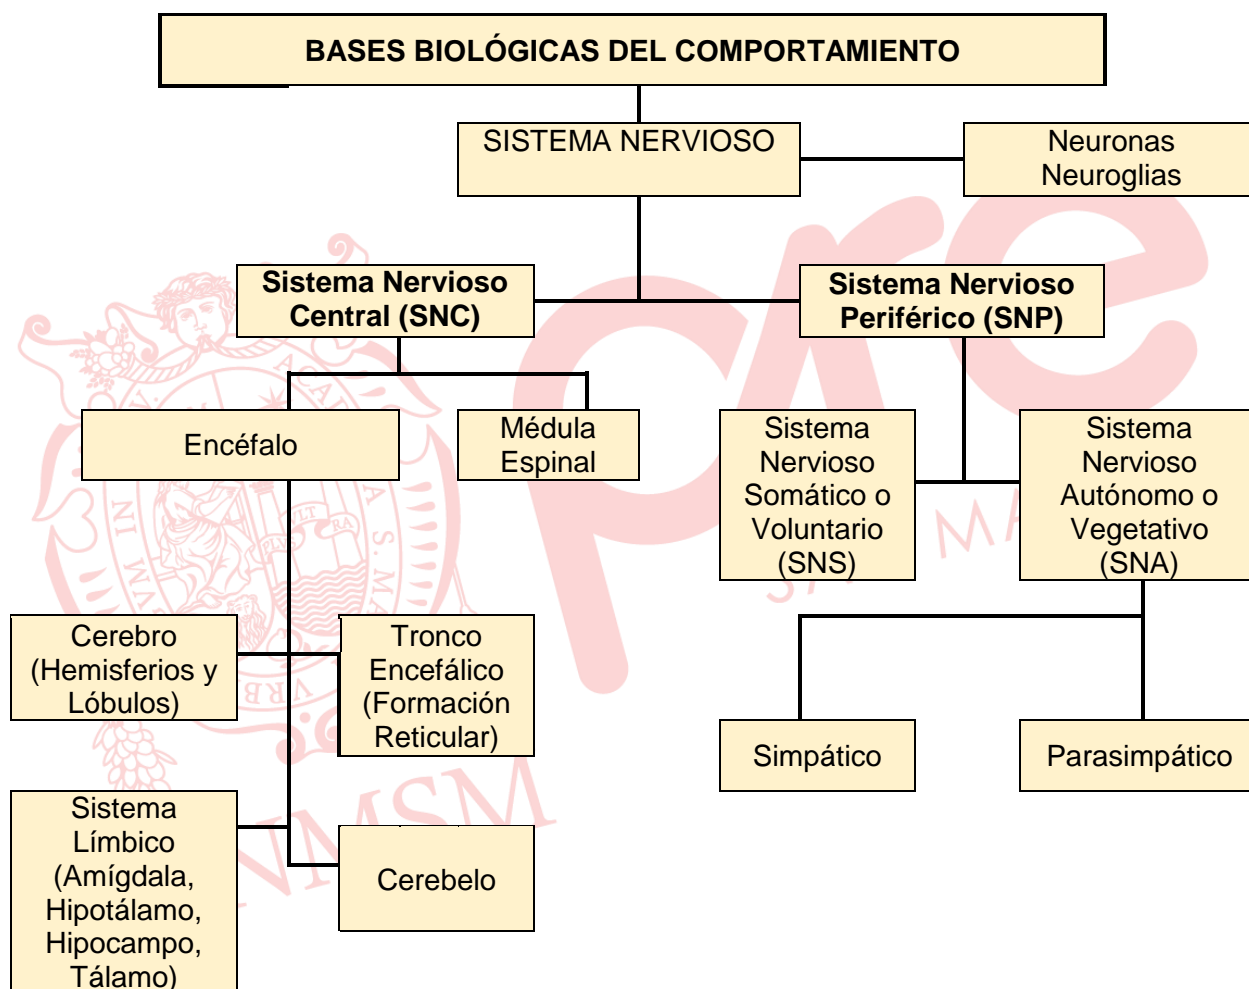 BASES BIOLÓGICAS DEL COMPORTAMIENTO
SISTEMA NERVIOSO
Neuronas
Neuroglias
Sistema Nervioso
Central (SNC)
Sistema Nervioso
Periférico (SNP)
Encéfalo
Médula
Espinal
Sistema
Nervioso
Somático o
Voluntario
(SNS)
Sistema
Nervioso
Autónomo o
Vegetativo
(SNA)
Cerebro
(Hemisferios y
Lóbulos)
Tronco
Encefálico
(Formación
Reticular)
Simpático
Parasimpático
Sistema
Límbico
(Amígdala,
Hipotálamo,
Hipocampo,
Tálamo)
Cerebelo
pre